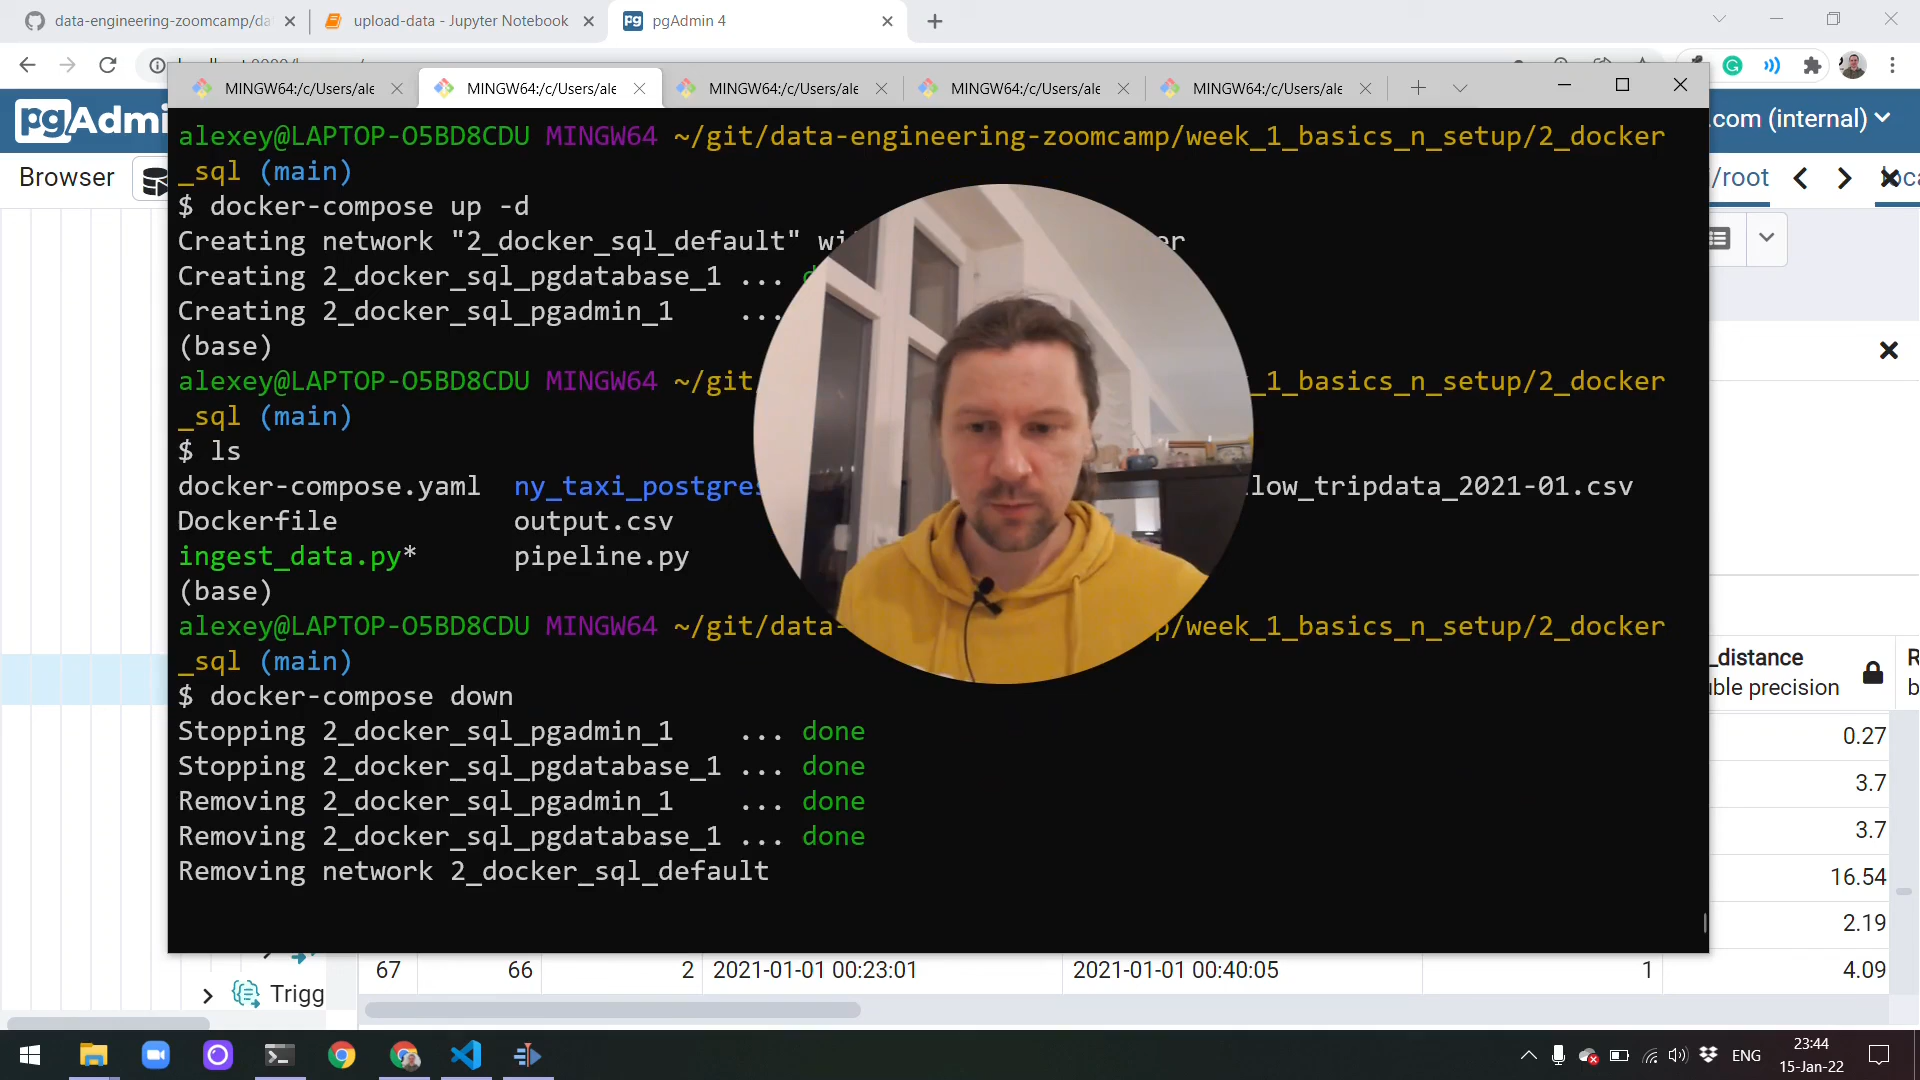 data-engineering-zoomcamp/da
upload-data - Jupyter Notebook
pgAdmin 4
MINGW64:/c/Users/ale
MINGW64:/c/Users/ale
MINGW64:/c/Users/ale
MINGW64:/c/Users/ale
MINGW64:/c/Users/ale
pgAdmi
.com (internal)
Browser
/root
alexey@LAPTOP-O5BD8CDU MINGW64 ~/git/data-engineering-zoomcamp/week_1_basics_n_setup/2_docker
_sql (main)
$ docker-compose up -d
Creating network "2_docker_sql_default" wi er
Creating 2_docker_sql_pgdatabase_1 ... d
Creating 2_docker_sql_pgadmin_1 ...
(base)
alexey@LAPTOP-O5BD8CDU MINGW64 ~/git _1_basics_n_setup/2_docker
_sql (main)
$ ls
docker-compose.yaml ny_taxi_postgres low_tripdata_2021-01.csv
Dockerfile output.csv
ingest_data.py* pipeline.py
(base)
alexey@LAPTOP-O5BD8CDU MINGW64 ~/git/data- p/week_1_basics_n_setup/2_docker
_sql (main)
$ docker-compose down
Stopping 2_docker_sql_pgadmin_1 ... done
Stopping 2_docker_sql_pgdatabase_1 ... done
Removing 2_docker_sql_pgadmin_1 ... done
Removing 2_docker_sql_pgdatabase_1 ... done
Removing network 2_docker_sql_default
_distance
uble precision
0.27
3.7
3.7
16.54
2.19
67 66 2 2021-01-01 00:23:01 2021-01-01 00:40:05 1 4.09
Trigg
ENG
23:44
15-Jan-22